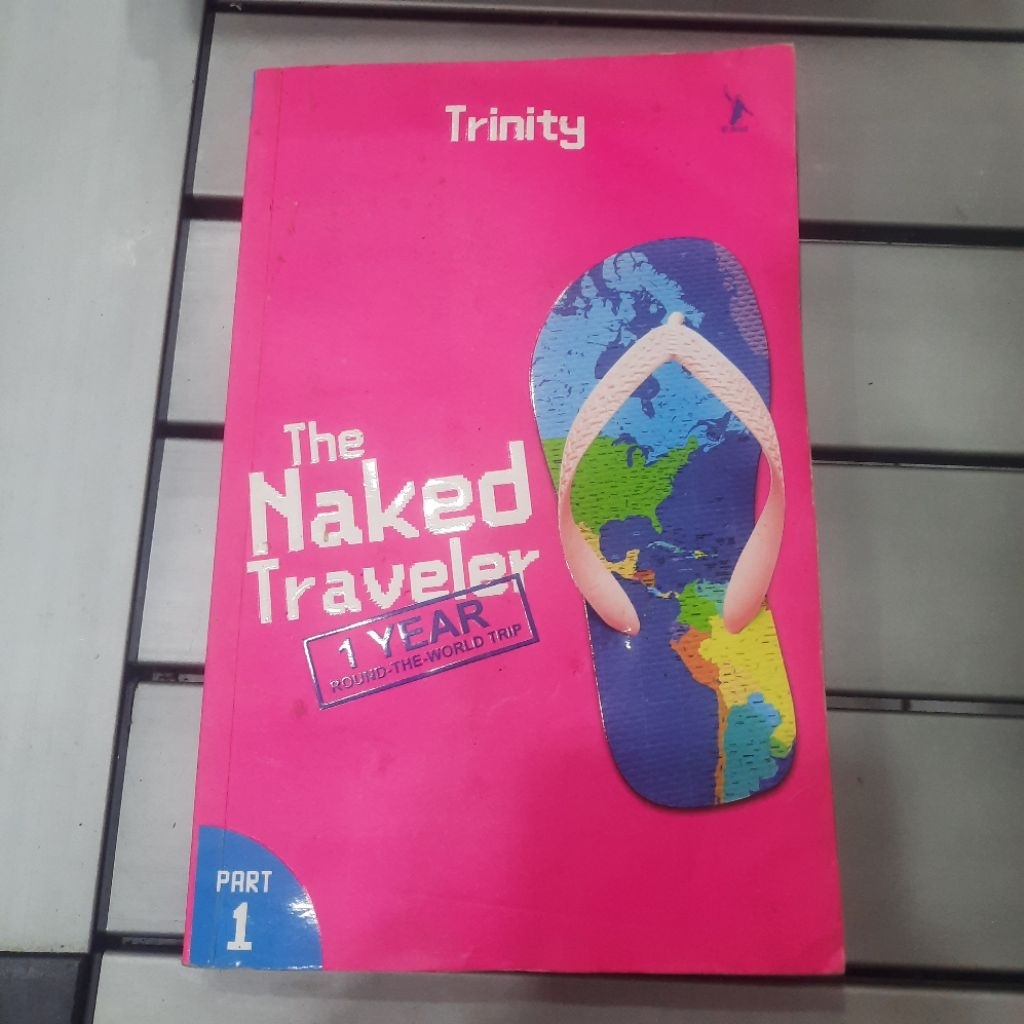 Trinity
The
Naked
Traveler
1 YEAR
ROUND-THE-WORLD TRIP
PART
1